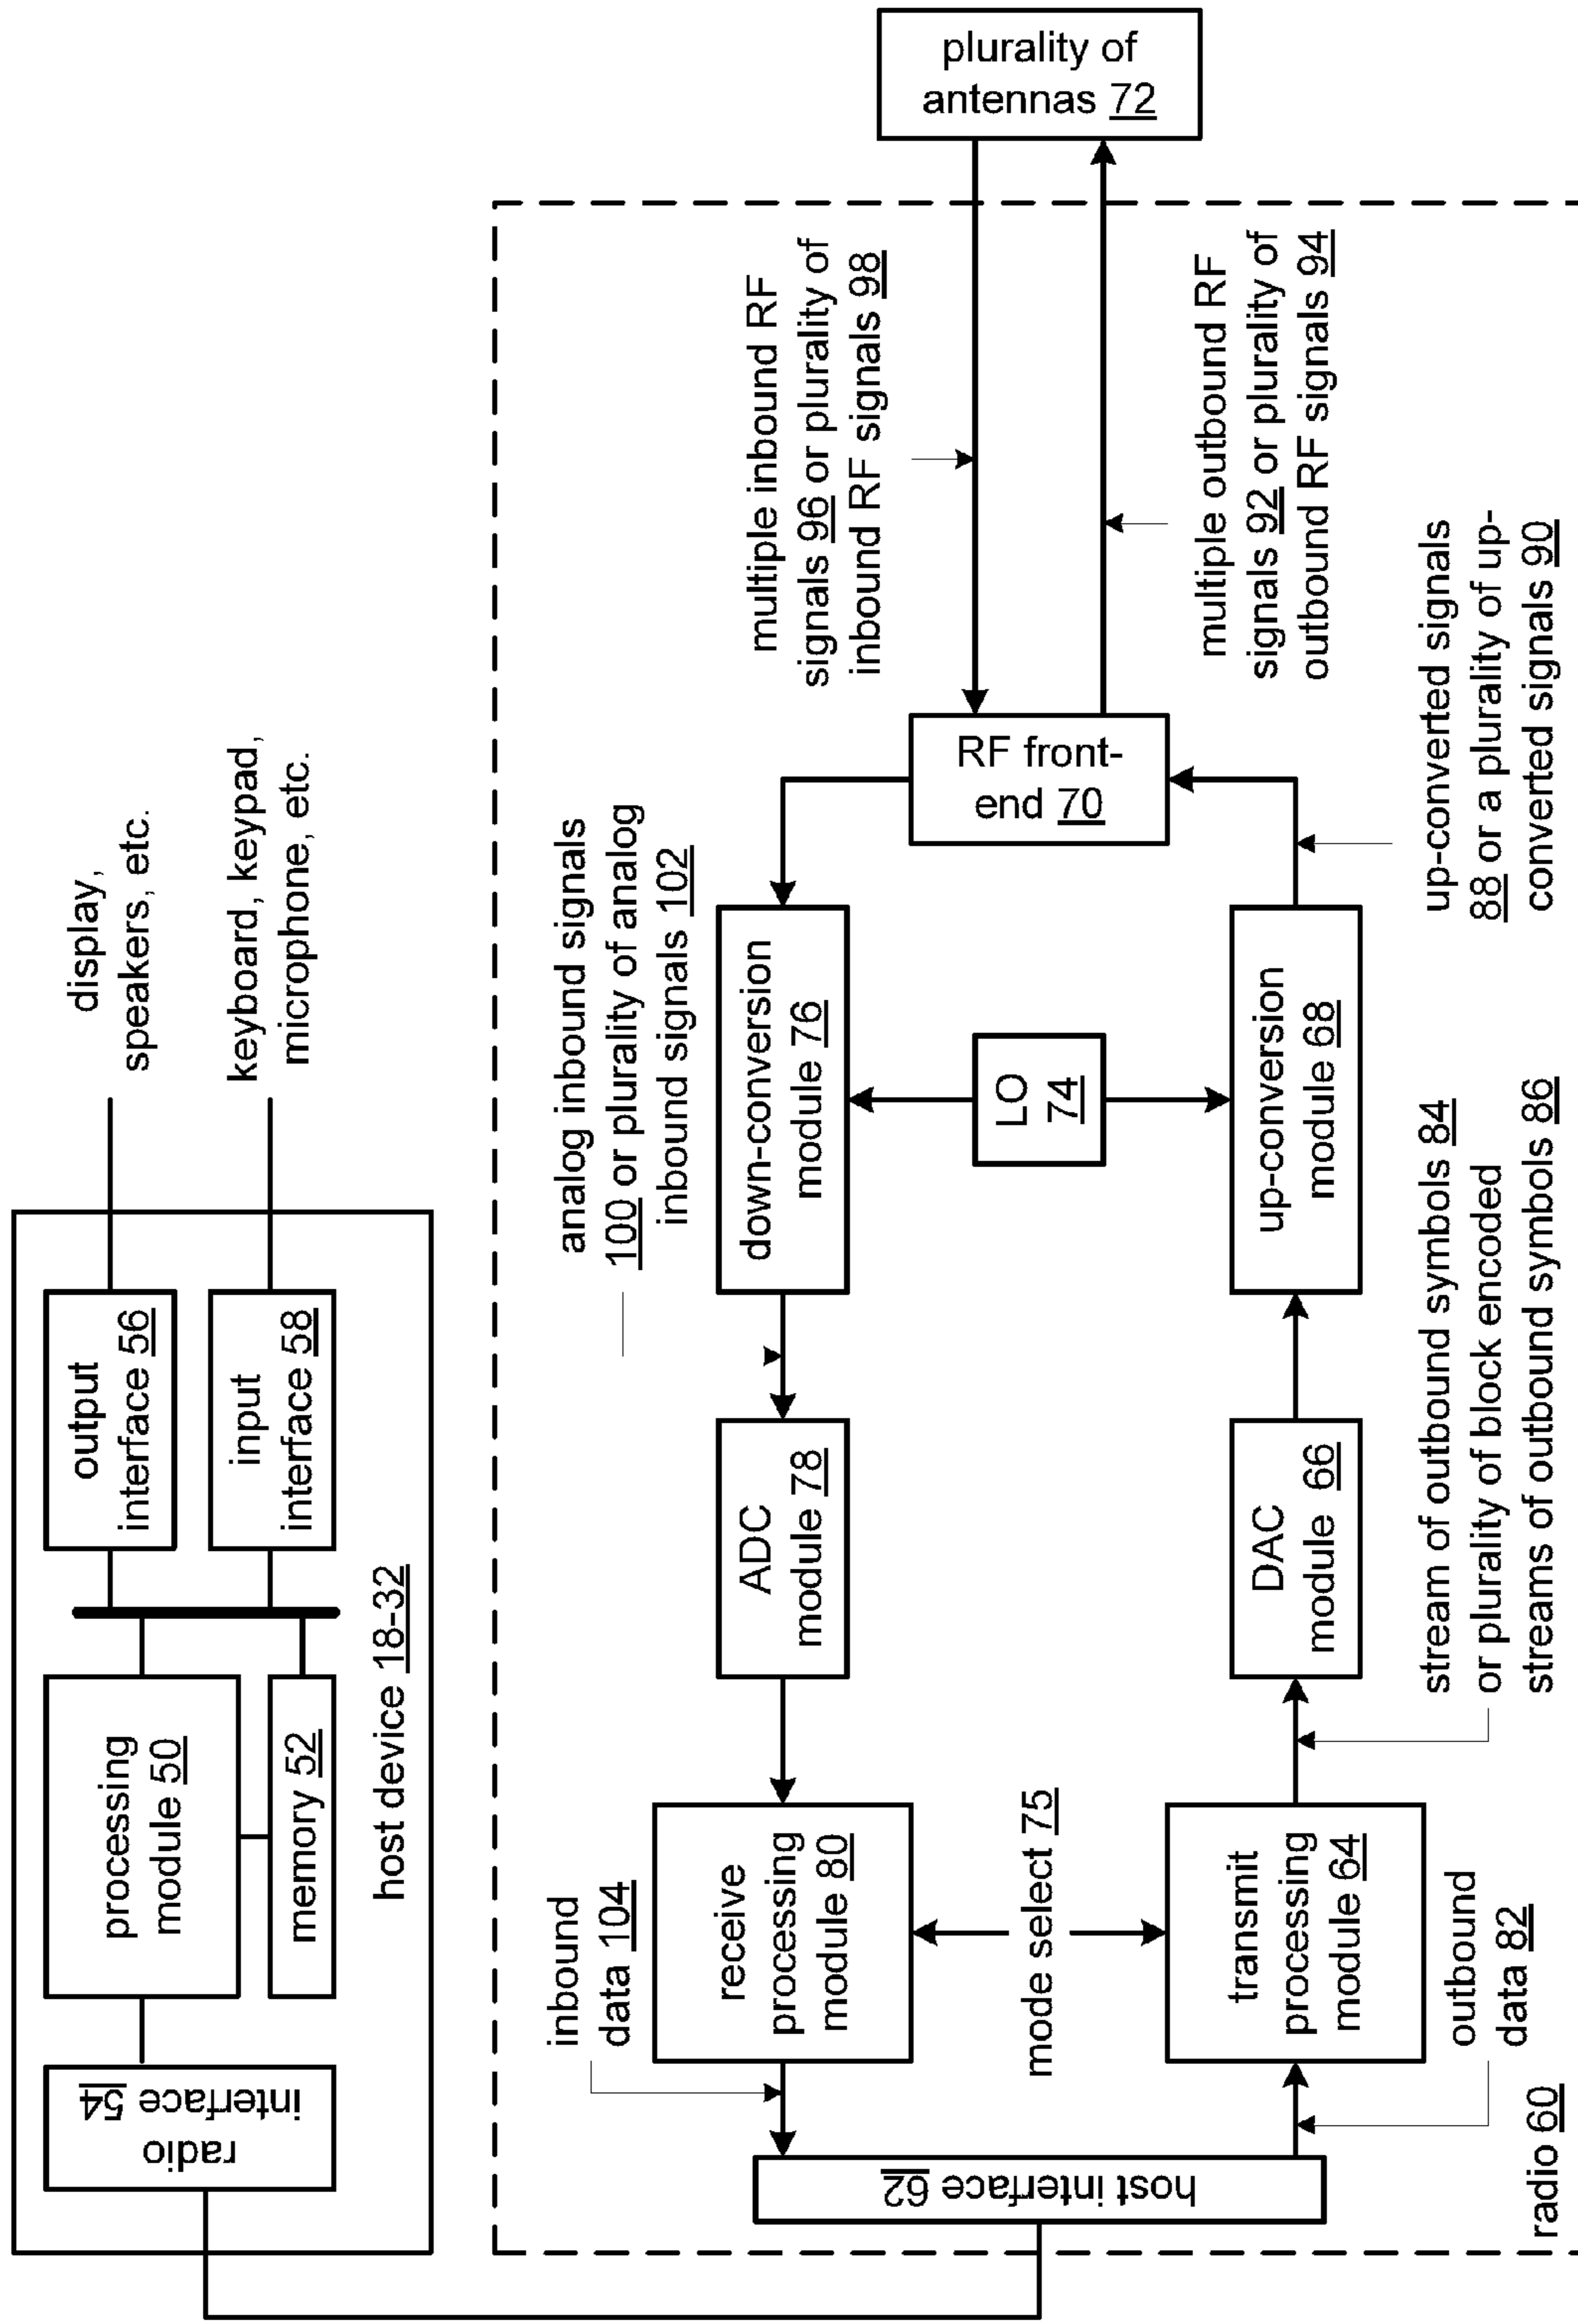 processing
module 50
memory 52
radio
interface 54
output
interface 56
input
interface 58
host device 18-32
display,
speakers, etc.
keyboard, keypad,
microphone, etc.
inbound
data 104
receive
processing
module 80
ADC
module 78
analog inbound signals
100 or plurality of analog
inbound signals 102
down-conversion
module 76
host interface 62
mode select 75
LO
74
RF front-
end 70
multiple inbound RF
signals 96 or plurality of
inbound RF signals 98
plurality of
antennas 72
multiple outbound RF
signals 92 or plurality of
outbound RF signals 94
transmit
processing
module 64
DAC
module 66
up-conversion
module 68
outbound
data 82
stream of outbound symbols 84
or plurality of block encoded
streams of outbound symbols 86
up-converted signals
88 or a plurality of up-
converted signals 90
radio 60